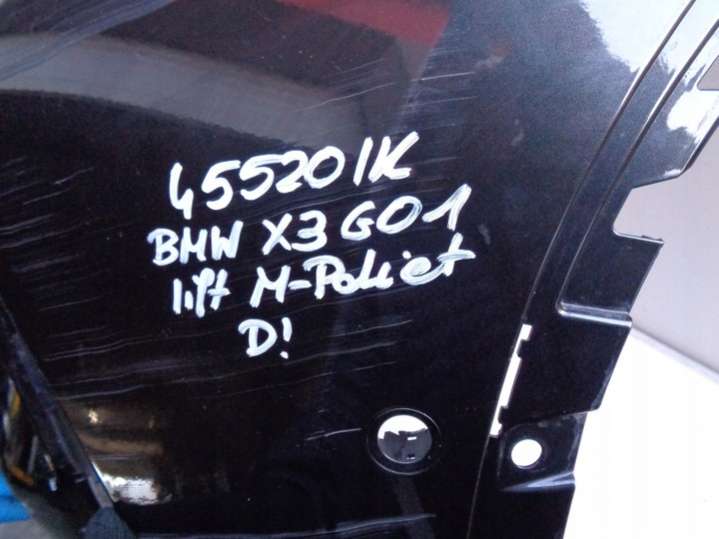 455201K
BMW X3 G01
lift M-Pakiet
D!